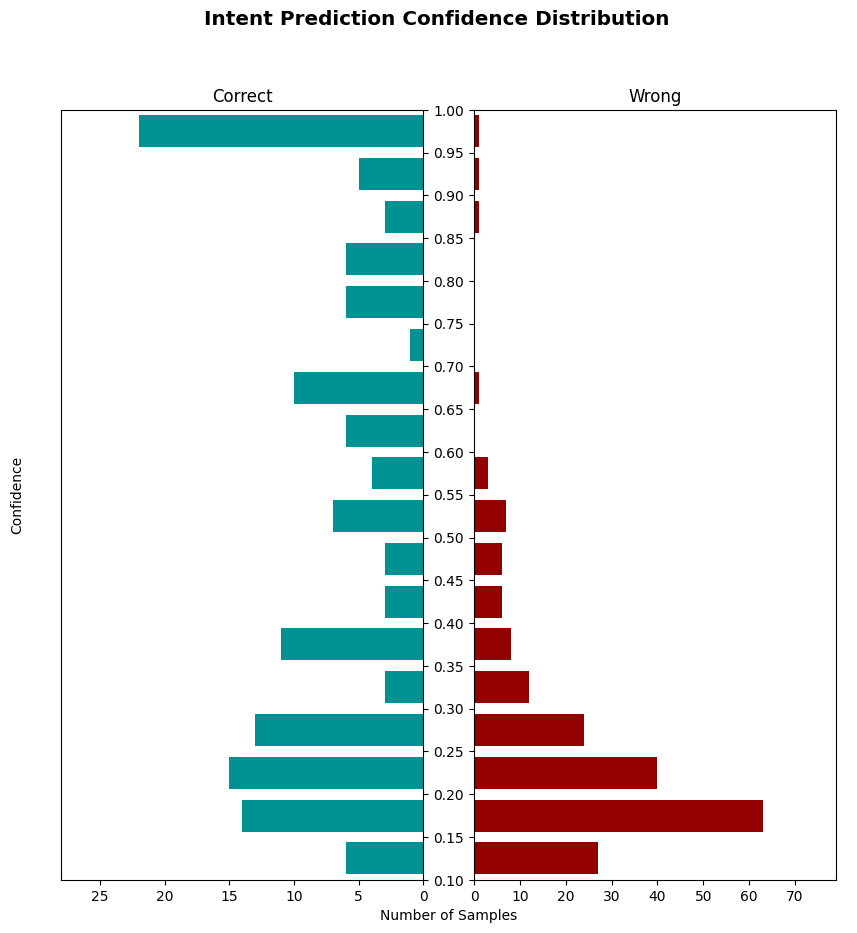 Intent Prediction Confidence Distribution
Correct
Wrong
1.00
0.95
0.90
0.85
0.80
0.75
0.70
0.65
0.60
0.55
0.50
0.45
0.40
0.35
0.30
0.25
0.20
0.15
0.10
Confidence
25 20 15 10 5 0
0 10 20 30 40 50 60 70
Number of Samples